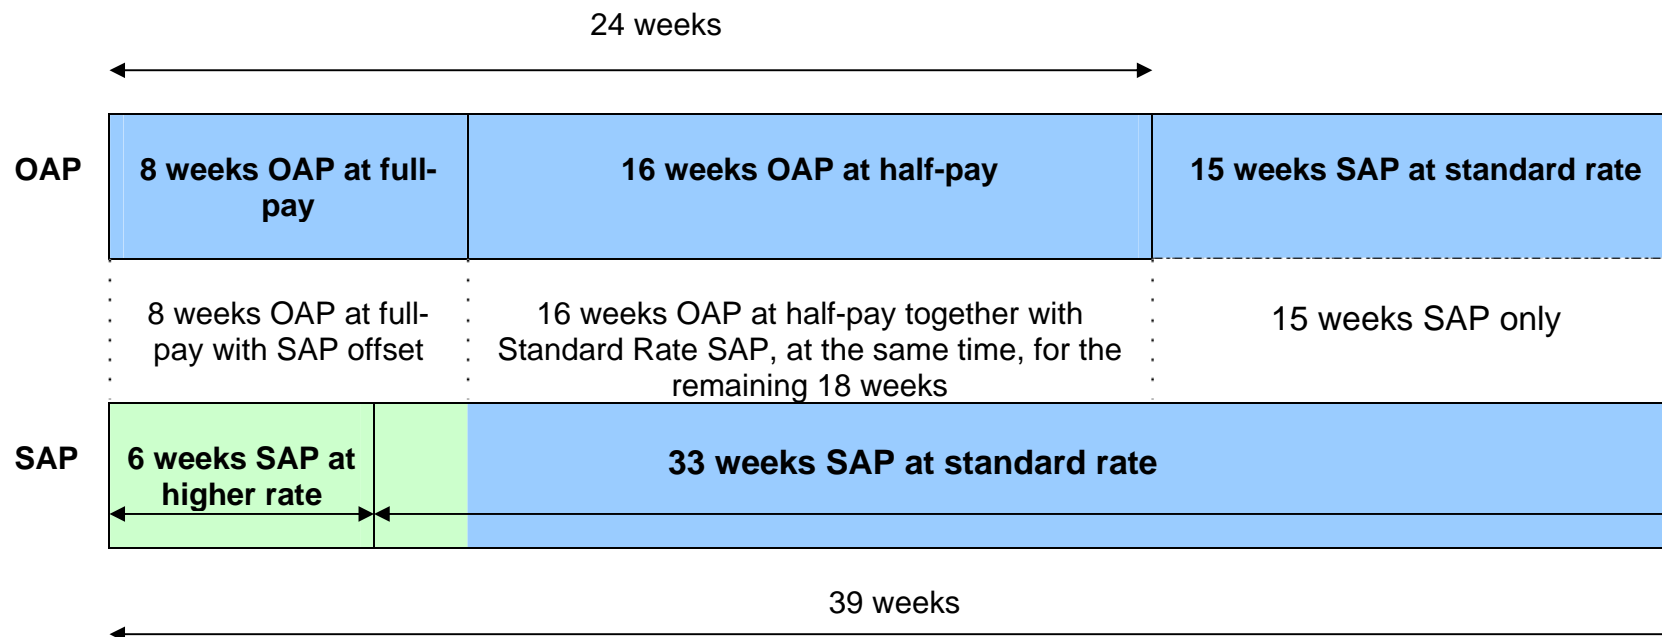 24 weeks
OAP
8 weeks OAP at full-
pay
16 weeks OAP at half-pay
15 weeks SAP at standard rate
8 weeks OAP at full-
pay with SAP offset
16 weeks OAP at half-pay together with
Standard Rate SAP, at the same time, for the
remaining 18 weeks
15 weeks SAP only
SAP
6 weeks SAP at
higher rate
33 weeks SAP at standard rate
39 weeks